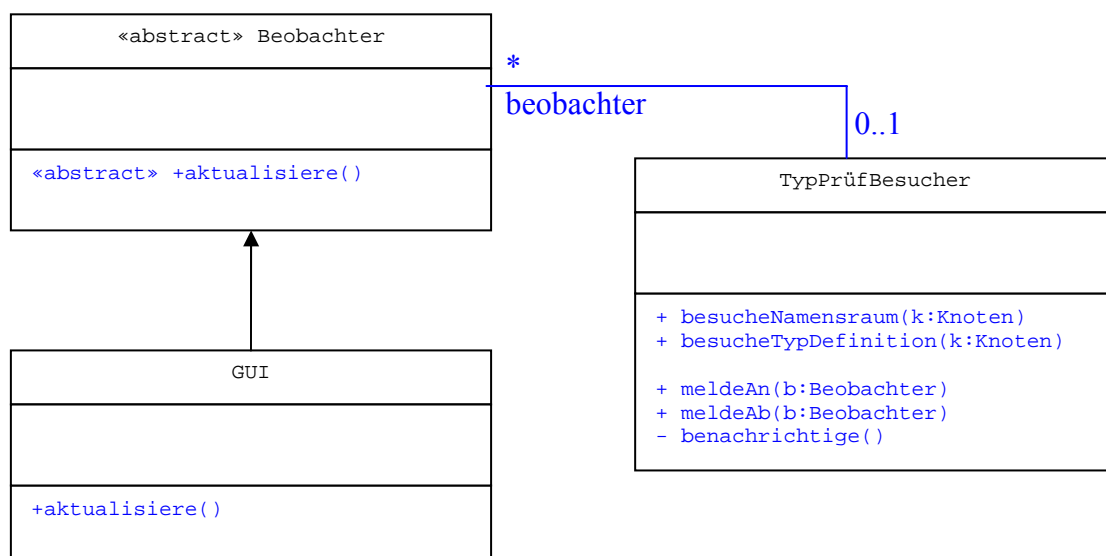 «abstract» Beobachter
*
beobachter
0..1
«abstract» +aktualisiere()
TypPrüfBesucher
+ besucheNamensraum(k:Knoten)
+ besucheTypDefinition(k:Knoten)
+ meldeAn(b:Beobachter)
+ meldeAb(b:Beobachter)
- benachrichtige()
GUI
+aktualisiere()